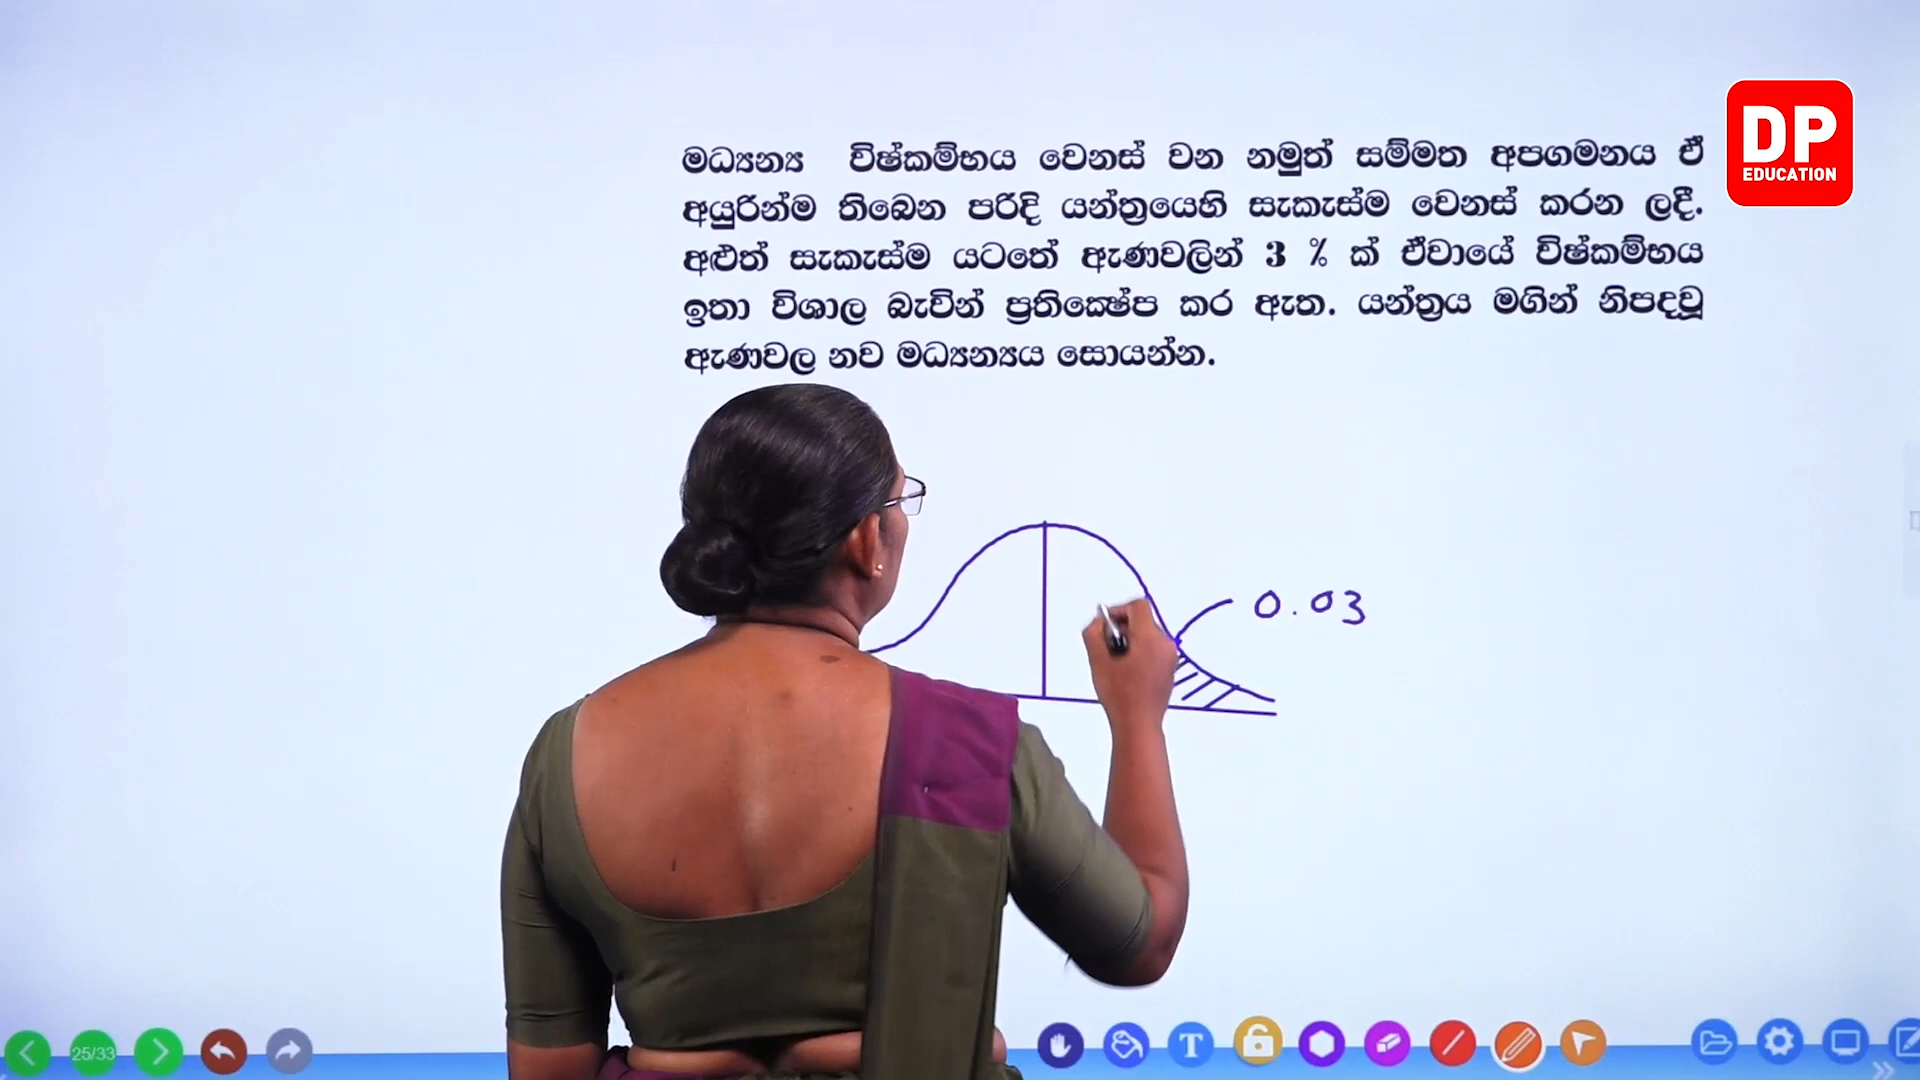 DP
EDUCATION
මධ්‍යන්‍ය විෂ්කම්භය වෙනස් වන නමුත් සම්මත අපගමනය ඒ
අයුරින්ම තිබෙන පරිදි යන්ත්‍රයෙහි සැකැස්ම වෙනස් කරන ලදී.
අළුත් සැකැස්ම යටතේ ඇණවලින් 3 % ක් ඒවායේ විෂ්කම්භය
ඉතා විශාල බැවින් ප්‍රතික්ෂේප කර ඇත. යන්ත්‍රය මගින් නිපදවූ
ඇණවල නව මධ්‍යන්‍යය සොයන්න.
0.03
25/33
T